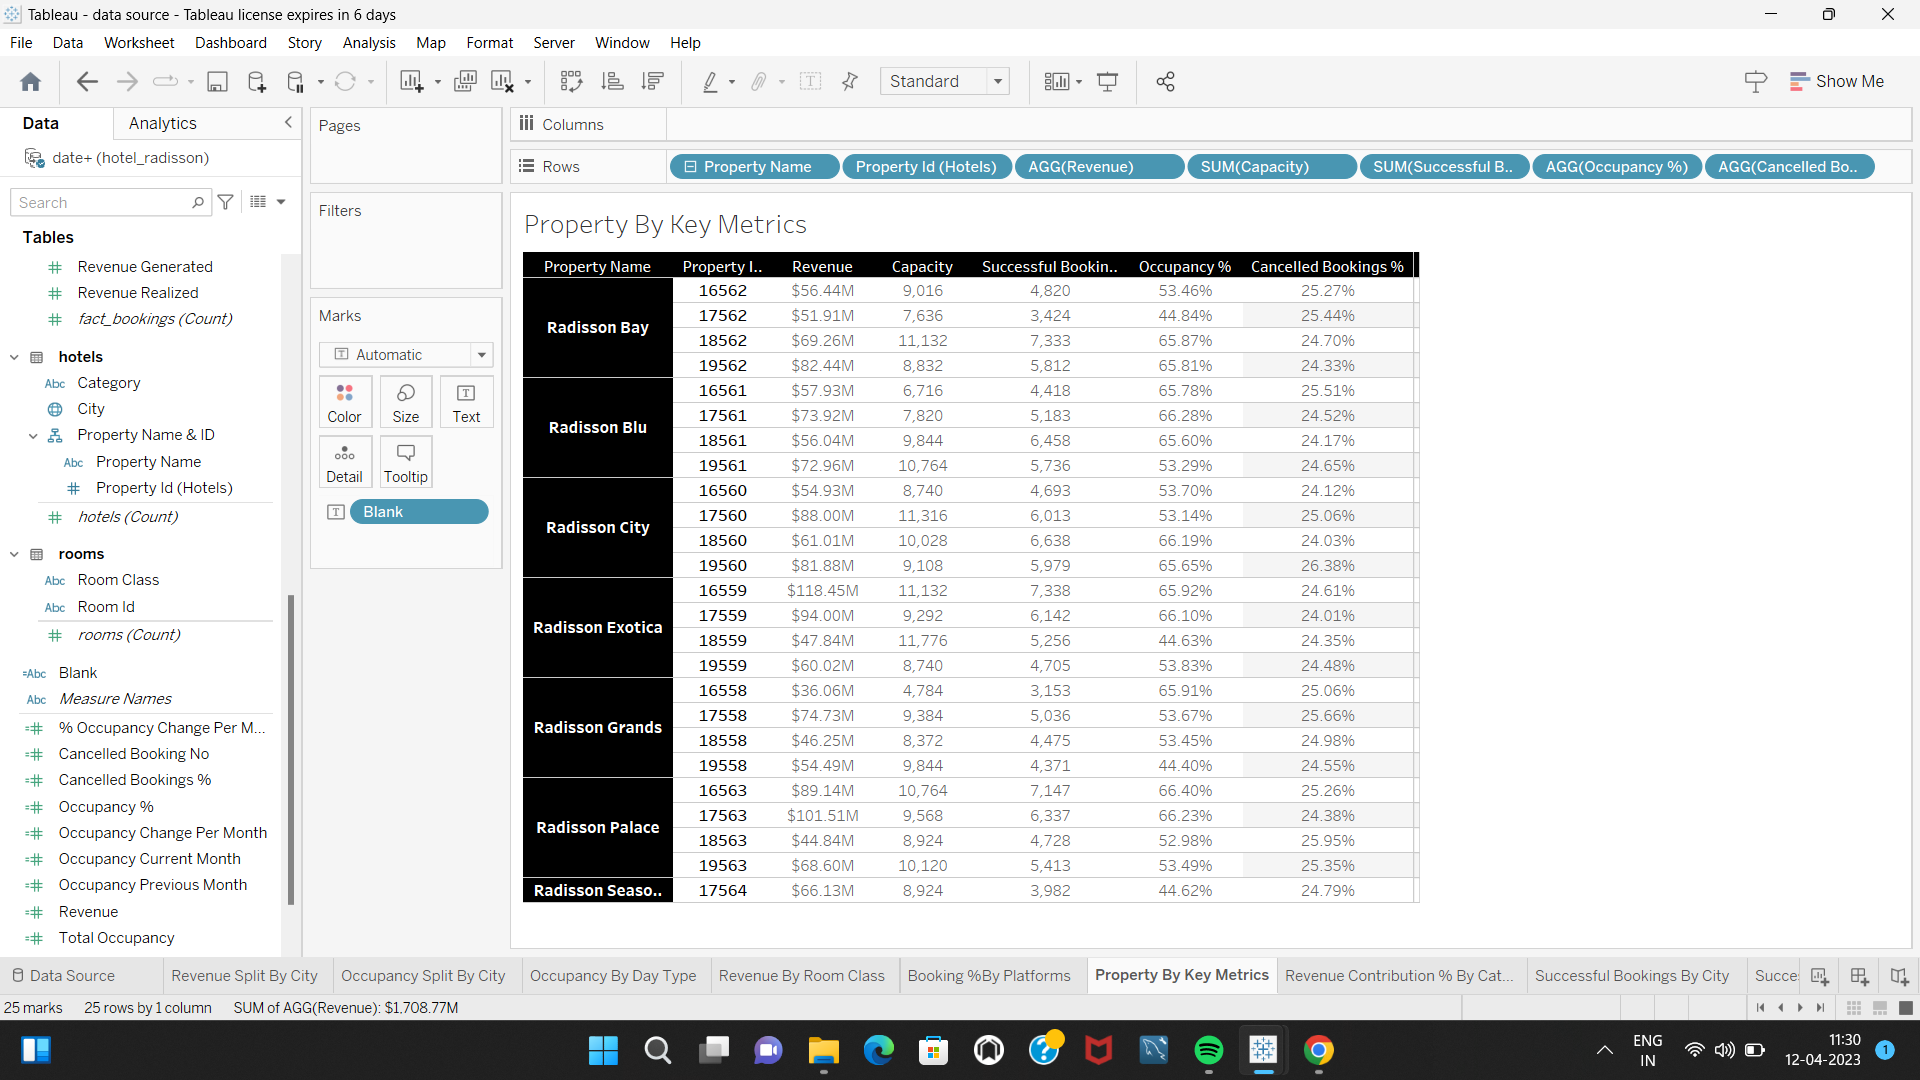 Tableau - data source - Tableau license expires in 6 days
File Data Worksheet Dashboard Story Analysis Map Format Server Window Help
Standard
Show Me
Data Analytics
date+ (hotel_radisson)
Search
Tables
# Revenue Generated
# Revenue Realized
# fact_bookings (Count)
hotels
Abc Category
City
Property Name & ID
Abc Property Name
# Property Id (Hotels)
# hotels (Count)
rooms
Abc Room Class
Abc Room Id
# rooms (Count)
=Abc Blank
Abc Measure Names
=# % Occupancy Change Per M...
=# Cancelled Booking No
=# Cancelled Bookings %
=# Occupancy %
=# Occupancy Change Per Month
=# Occupancy Current Month
=# Occupancy Previous Month
=# Revenue
=# Total Occupancy
Pages
Filters
Marks
T Automatic
Color Size T Text
Detail Tooltip
T Blank
Columns
Rows Property Name Property Id (Hotels) AGG(Revenue) SUM(Capacity) SUM(Successful B.. AGG(Occupancy %) AGG(Cancelled Bo..
Property By Key Metrics
Property Name Property I.. Revenue Capacity Successful Bookin.. Occupancy % Cancelled Bookings %
Radisson Bay
16562 $56.44M 9,016 4,820 53.46% 25.27%
17562 $51.91M 7,636 3,424 44.84% 25.44%
18562 $69.26M 11,132 7,333 65.87% 24.70%
19562 $82.44M 8,832 5,812 65.81% 24.33%
Radisson Blu
16561 $57.93M 6,716 4,418 65.78% 25.51%
17561 $73.92M 7,820 5,183 66.28% 24.52%
18561 $56.04M 9,844 6,458 65.60% 24.17%
19561 $72.96M 10,764 5,736 53.29% 24.65%
Radisson City
16560 $54.93M 8,740 4,693 53.70% 24.12%
17560 $88.00M 11,316 6,013 53.14% 25.06%
18560 $61.01M 10,028 6,638 66.19% 24.03%
19560 $81.88M 9,108 5,979 65.65% 26.38%
Radisson Exotica
16559 $118.45M 11,132 7,338 65.92% 24.61%
17559 $94.00M 9,292 6,142 66.10% 24.01%
18559 $47.84M 11,776 5,256 44.63% 24.35%
19559 $60.02M 8,740 4,705 53.83% 24.48%
Radisson Grands
16558 $36.06M 4,784 3,153 65.91% 25.06%
17558 $74.73M 9,384 5,036 53.67% 25.66%
18558 $46.25M 8,372 4,475 53.45% 24.98%
19558 $54.49M 9,844 4,371 44.40% 24.55%
Radisson Palace
16563 $89.14M 10,764 7,147 66.40% 25.26%
17563 $101.51M 9,568 6,337 66.23% 24.38%
18563 $44.84M 8,924 4,728 52.98% 25.95%
19563 $68.60M 10,120 5,413 53.49% 25.35%
Radisson Seaso.. 17564 $66.13M 8,924 3,982 44.62% 24.79%
Data Source Revenue Split By City Occupancy Split By City Occupancy By Day Type Revenue By Room Class Booking %By Platforms Property By Key Metrics Revenue Contribution % By Cat... Successful Bookings By City Succe
25 marks 25 rows by 1 column SUM of AGG(Revenue): $1,708.77M
ENG
IN
11:30
12-04-2023
1